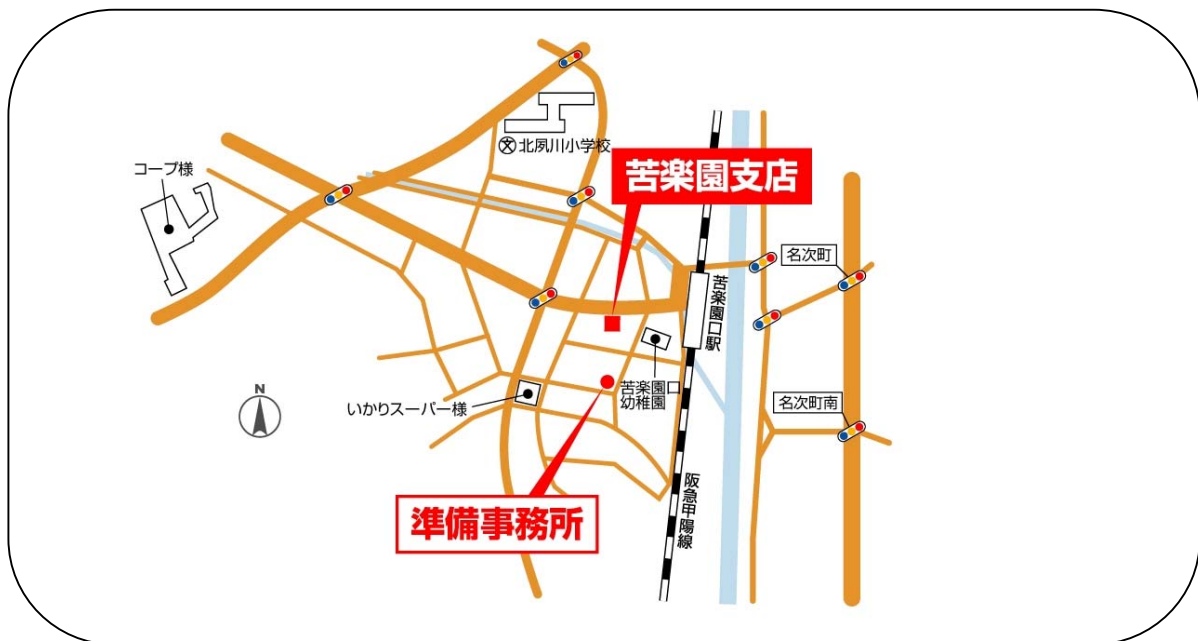 北夙川小学校
コープ様
苦楽園支店
名次町
苦楽園口駅
苦楽園口
幼稚園
N
いかりスーパー様
名次町南
阪急甲陽線
準備事務所